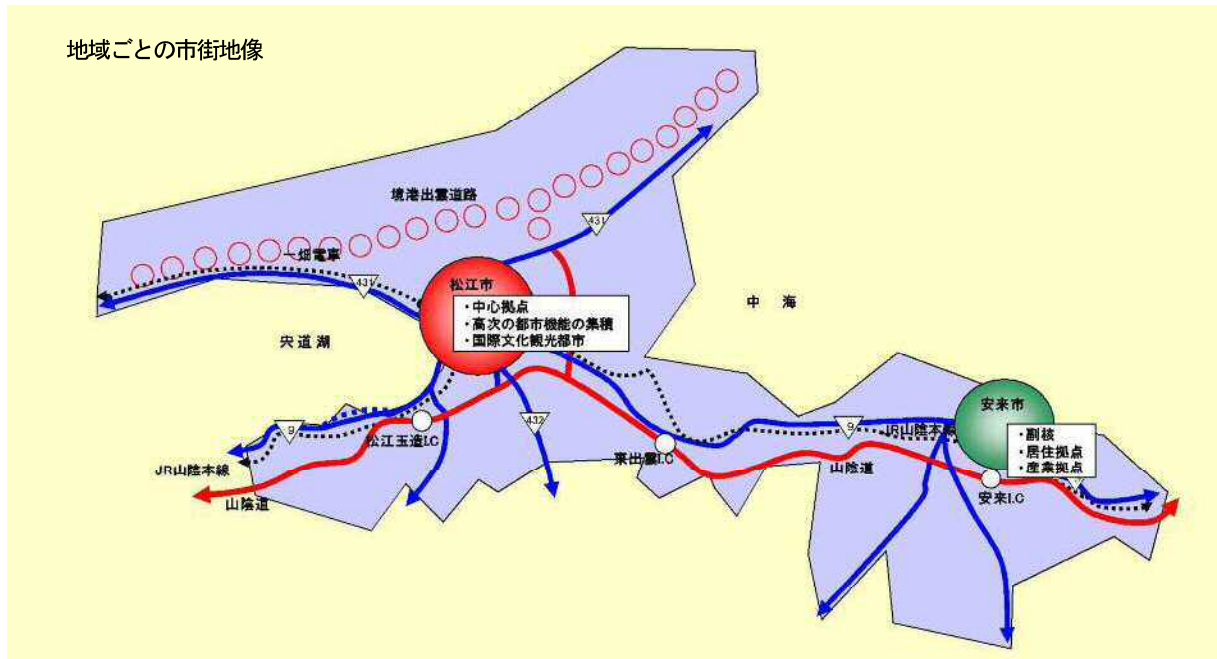 地域ごとの市街地像
境港出雲道路
431
一畑電車
431
松江市
・中心拠点
・高次の都市機能の集積
・国際文化観光都市
中 海
宍道湖
安来市
・副核
・居住拠点
・産業拠点
9
松江玉造I.C
432
9
JR山陰本線
東出雲I.C
JR山陰本線
山陰道
山陰道
安来I.C